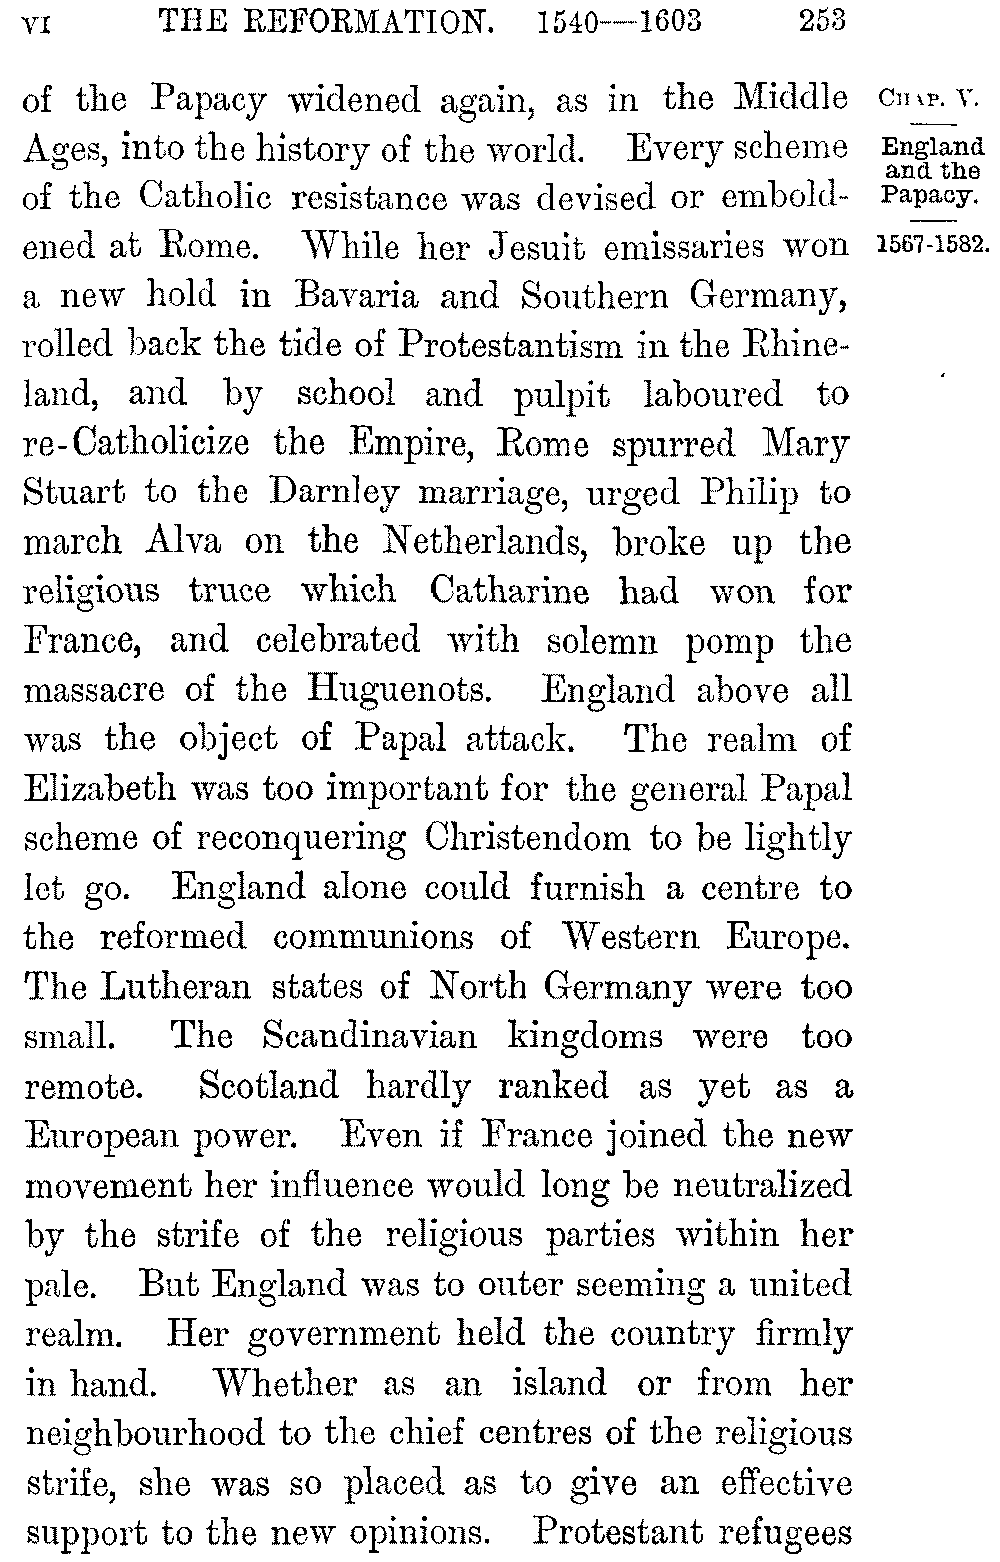 VI THE REFORMATION. 1540—1603 253
of the Papacy widened again, as in the Middle
Ages, into the history of the world. Every scheme
of the Catholic resistance was devised or embold-
ened at Rome. While her Jesuit emissaries won
a new hold in Bavaria and Southern Germany,
rolled back the tide of Protestantism in the Rhine-
land, and by school and pulpit laboured to
re-Catholicize the Empire, Rome spurred Mary
Stuart to the Darnley marriage, urged Philip to
march Alva on the Netherlands, broke up the
religious truce which Catharine had won for
France, and celebrated with solemn pomp the
massacre of the Huguenots. England above all
was the object of Papal attack. The realm of
Elizabeth was too important for the general Papal
scheme of reconquering Christendom to be lightly
let go. England alone could furnish a centre to
the reformed communions of Western Europe.
The Lutheran states of North Germany were too
small. The Scandinavian kingdoms were too
remote. Scotland hardly ranked as yet as a
European power. Even if France joined the new
movement her influence would long be neutralized
by the strife of the religious parties within her
pale. But England was to outer seeming a united
realm. Her government held the country firmly
in hand. Whether as an island or from her
neighbourhood to the chief centres of the religious
strife, she was so placed as to give an effective
support to the new opinions. Protestant refugees
CHAP. V.
England
and the
Papacy.
1567-1582.